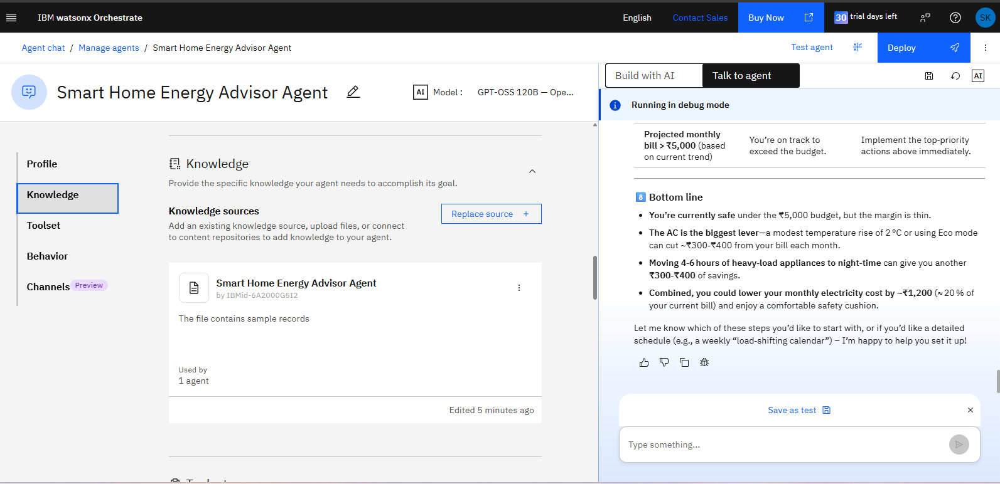 IBM watsonx Orchestrate
English
Contact Sales
Buy Now
30 trial days left
SK
Agent chat / Manage agents / Smart Home Energy Advisor Agent
Test agent
Deploy
Smart Home Energy Advisor Agent
AI Model : GPT-OSS 120B — Ope...
Build with AI
Talk to agent
AI
Running in debug mode
Profile
Knowledge
Toolset
Behavior
Channels Preview
Knowledge
Provide the specific knowledge your agent needs to accomplish its goal.
Knowledge sources
Add an existing knowledge source, upload files, or connect
to content repositories to add knowledge to your agent.
Replace source +
Smart Home Energy Advisor Agent
by IBMid-6A2000G5I2
The file contains sample records
Used by
1 agent
Edited 5 minutes ago
Projected monthly
bill > ₹5,000 (based
on current trend)
You're on track to
exceed the budget.
Implement the top-priority
actions above immediately.
8 Bottom line
• You're currently safe under the ₹5,000 budget, but the margin is thin.
• The AC is the biggest lever—a modest temperature rise of 2 °C or using Eco mode
can cut ~₹300-₹400 from your bill each month.
• Moving 4-6 hours of heavy-load appliances to night-time can give you another
₹300-₹400 of savings.
• Combined, you could lower your monthly electricity cost by ~₹1,200 (≈ 20 % of
your current bill) and enjoy a comfortable safety cushion.
Let me know which of these steps you'd like to start with, or if you'd like a detailed
schedule (e.g., a weekly “load-shifting calendar”) – I'm happy to help you set it up!
Save as test
Type something...